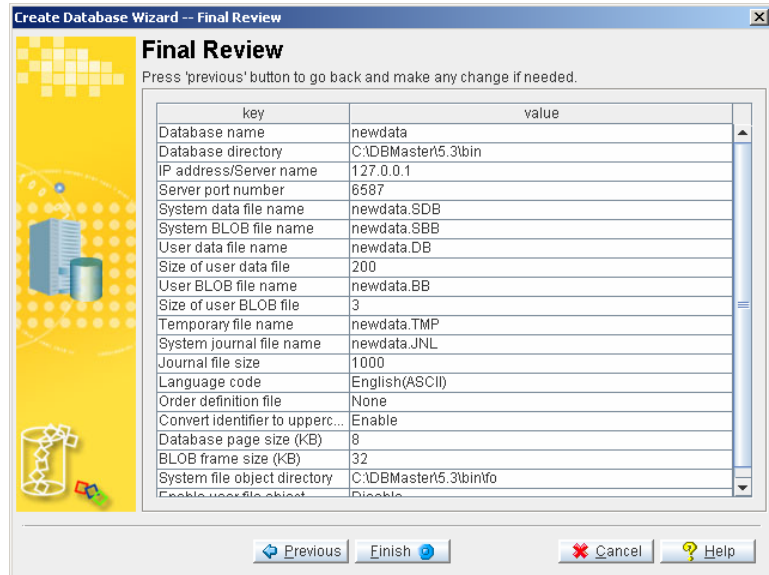 Create Database Wizard -- Final Review
Final Review
Press 'previous' button to go back and make any change if needed.
key value
Database name newdata
Database directory C:\DBMaster\5.3\bin
IP address/Server name 127.0.0.1
Server port number 6587
System data file name newdata.SDB
System BLOB file name newdata.SBB
User data file name newdata.DB
Size of user data file 200
User BLOB file name newdata.BB
Size of user BLOB file 3
Temporary file name newdata.TMP
System journal file name newdata.JNL
Journal file size 1000
Language code English(ASCII)
Order definition file None
Convert identifier to upperc... Enable
Database page size (KB) 8
BLOB frame size (KB) 32
System file object directory C:\DBMaster\5.3\bin\fo
Enable user file object Disable
Previous Finish Cancel Help